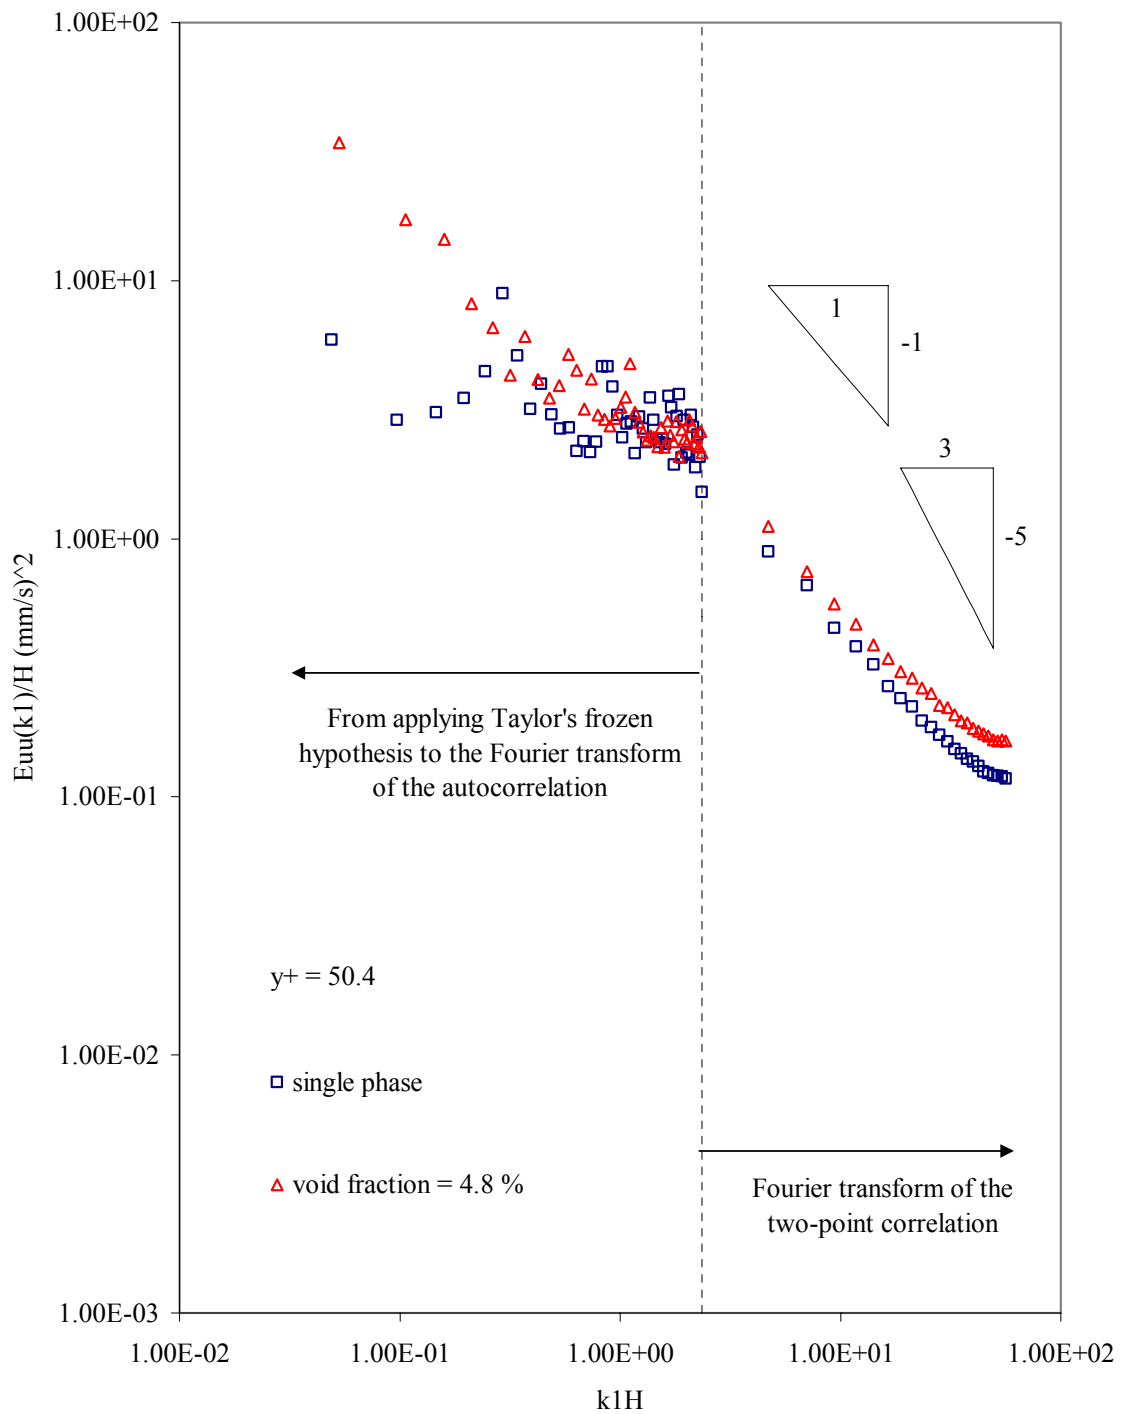 1.00E+02
1.00E+01
1.00E+00
1.00E-01
1.00E-02
1.00E-03
Euu(k1)/H (mm/s)^2
1
-1
3
-5
From applying Taylor's frozen
hypothesis to the Fourier transform
of the autocorrelation
y+ = 50.4
single phase
void fraction = 4.8 %
Fourier transform of the
two-point correlation
1.00E-02
1.00E-01
1.00E+00
1.00E+01
1.00E+02
k1H